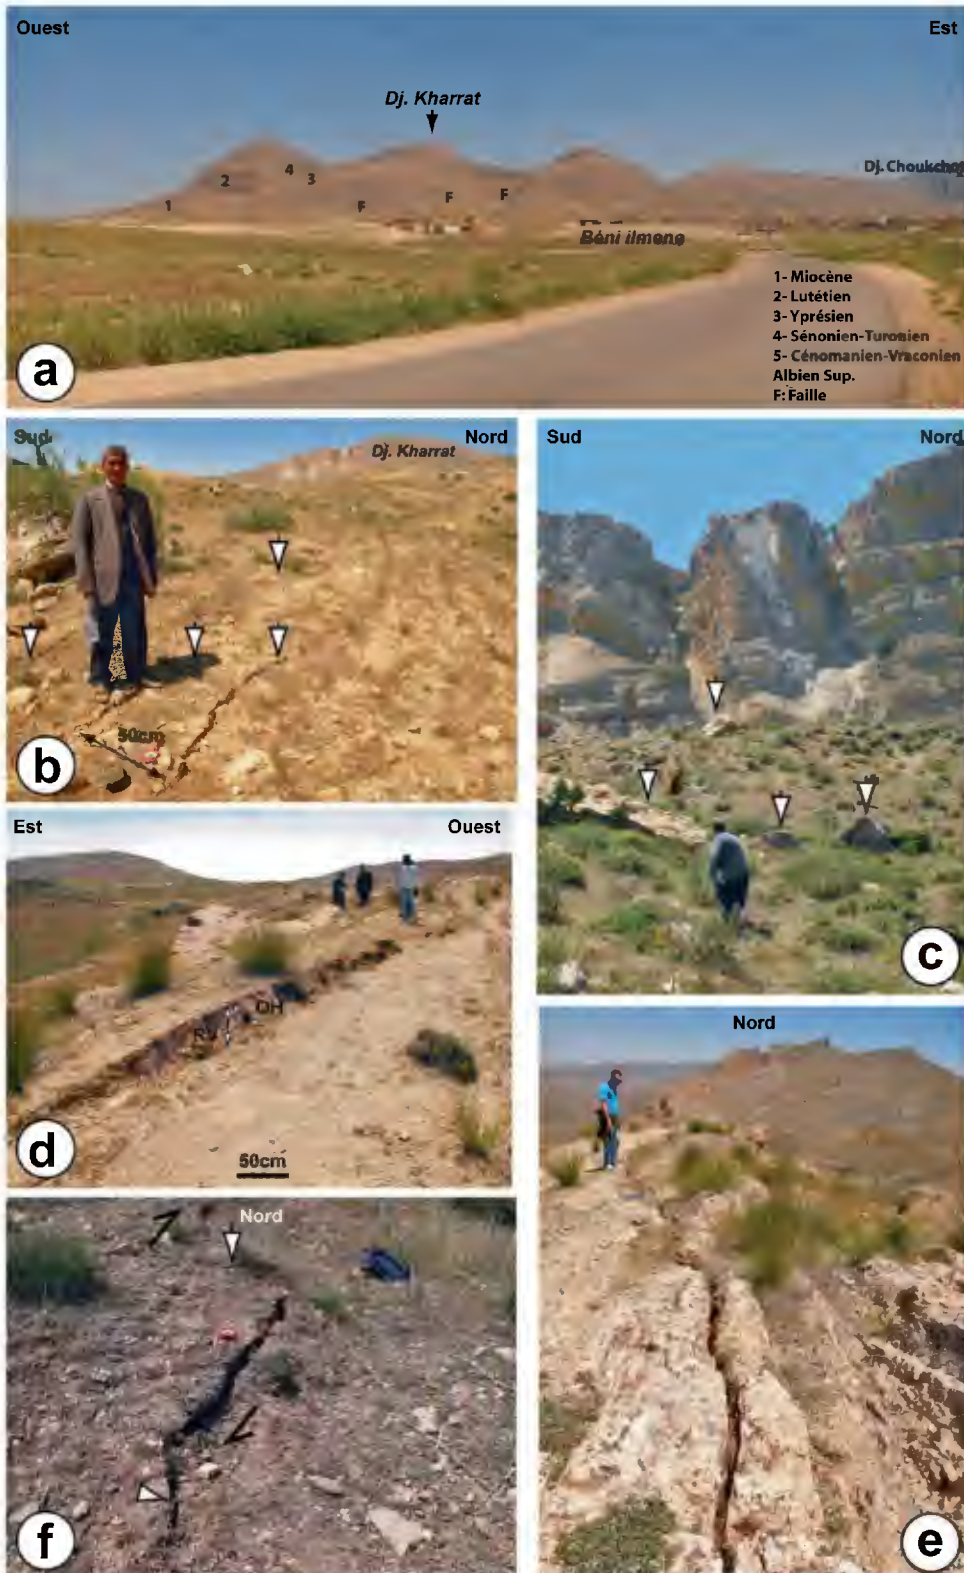 Ouest
Est
Dj. Kharrat
Dj. Choukchot
2
4
3
1
F
F
F
Béni ilmene
1- Miocène
2- Lutétien
3- Yprésien
4- Sénonien-Turonien
5- Cénomanien-Vraconien
Albien Sup.
F: Faille
a
Sud
Nord
Dj. Kharrat
50cm
b
Sud
Nord
c
Est
Ouest
OH
d
50cm
Nord
e
Nord
f